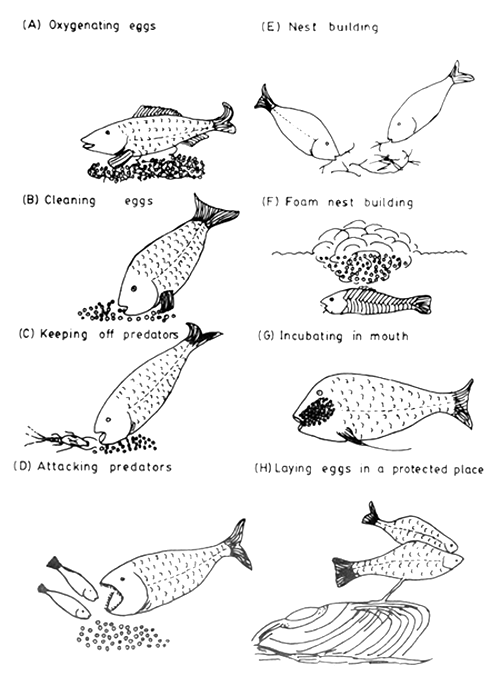 (A) Oxygenating eggs
(B) Cleaning eggs
(C) Keeping off predators
(D) Attacking predators
(E) Nest building
(F) Foam nest building
(G) Incubating in mouth
(H) Laying eggs in a protected place